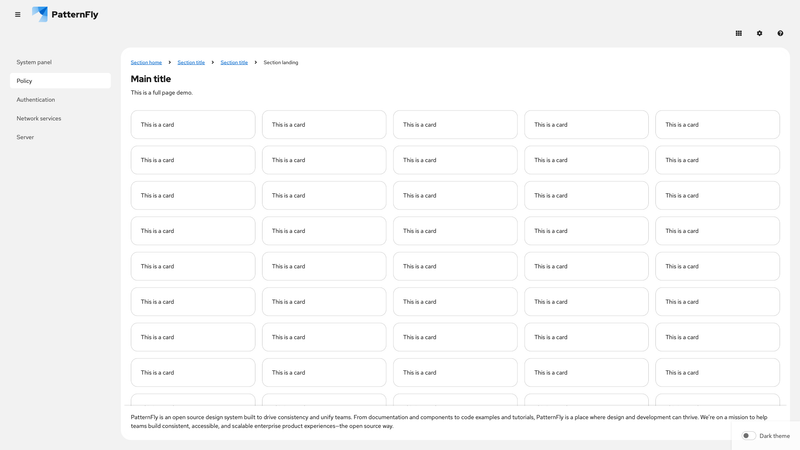 PatternFly
System panel
Policy
Authentication
Network services
Server
Section home > Section title > Section title > Section landing
Main title
This is a full page demo.
This is a card This is a card This is a card This is a card This is a card
This is a card This is a card This is a card This is a card This is a card
This is a card This is a card This is a card This is a card This is a card
This is a card This is a card This is a card This is a card This is a card
This is a card This is a card This is a card This is a card This is a card
This is a card This is a card This is a card This is a card This is a card
This is a card This is a card This is a card This is a card This is a card
This is a card This is a card This is a card This is a card This is a card
PatternFly is an open source design system built to drive consistency and unify teams. From documentation and components to code examples and tutorials, PatternFly is a place where design and development can thrive. We're on a mission to help
teams build consistent, accessible, and scalable enterprise product experiences—the open source way.
Dark theme